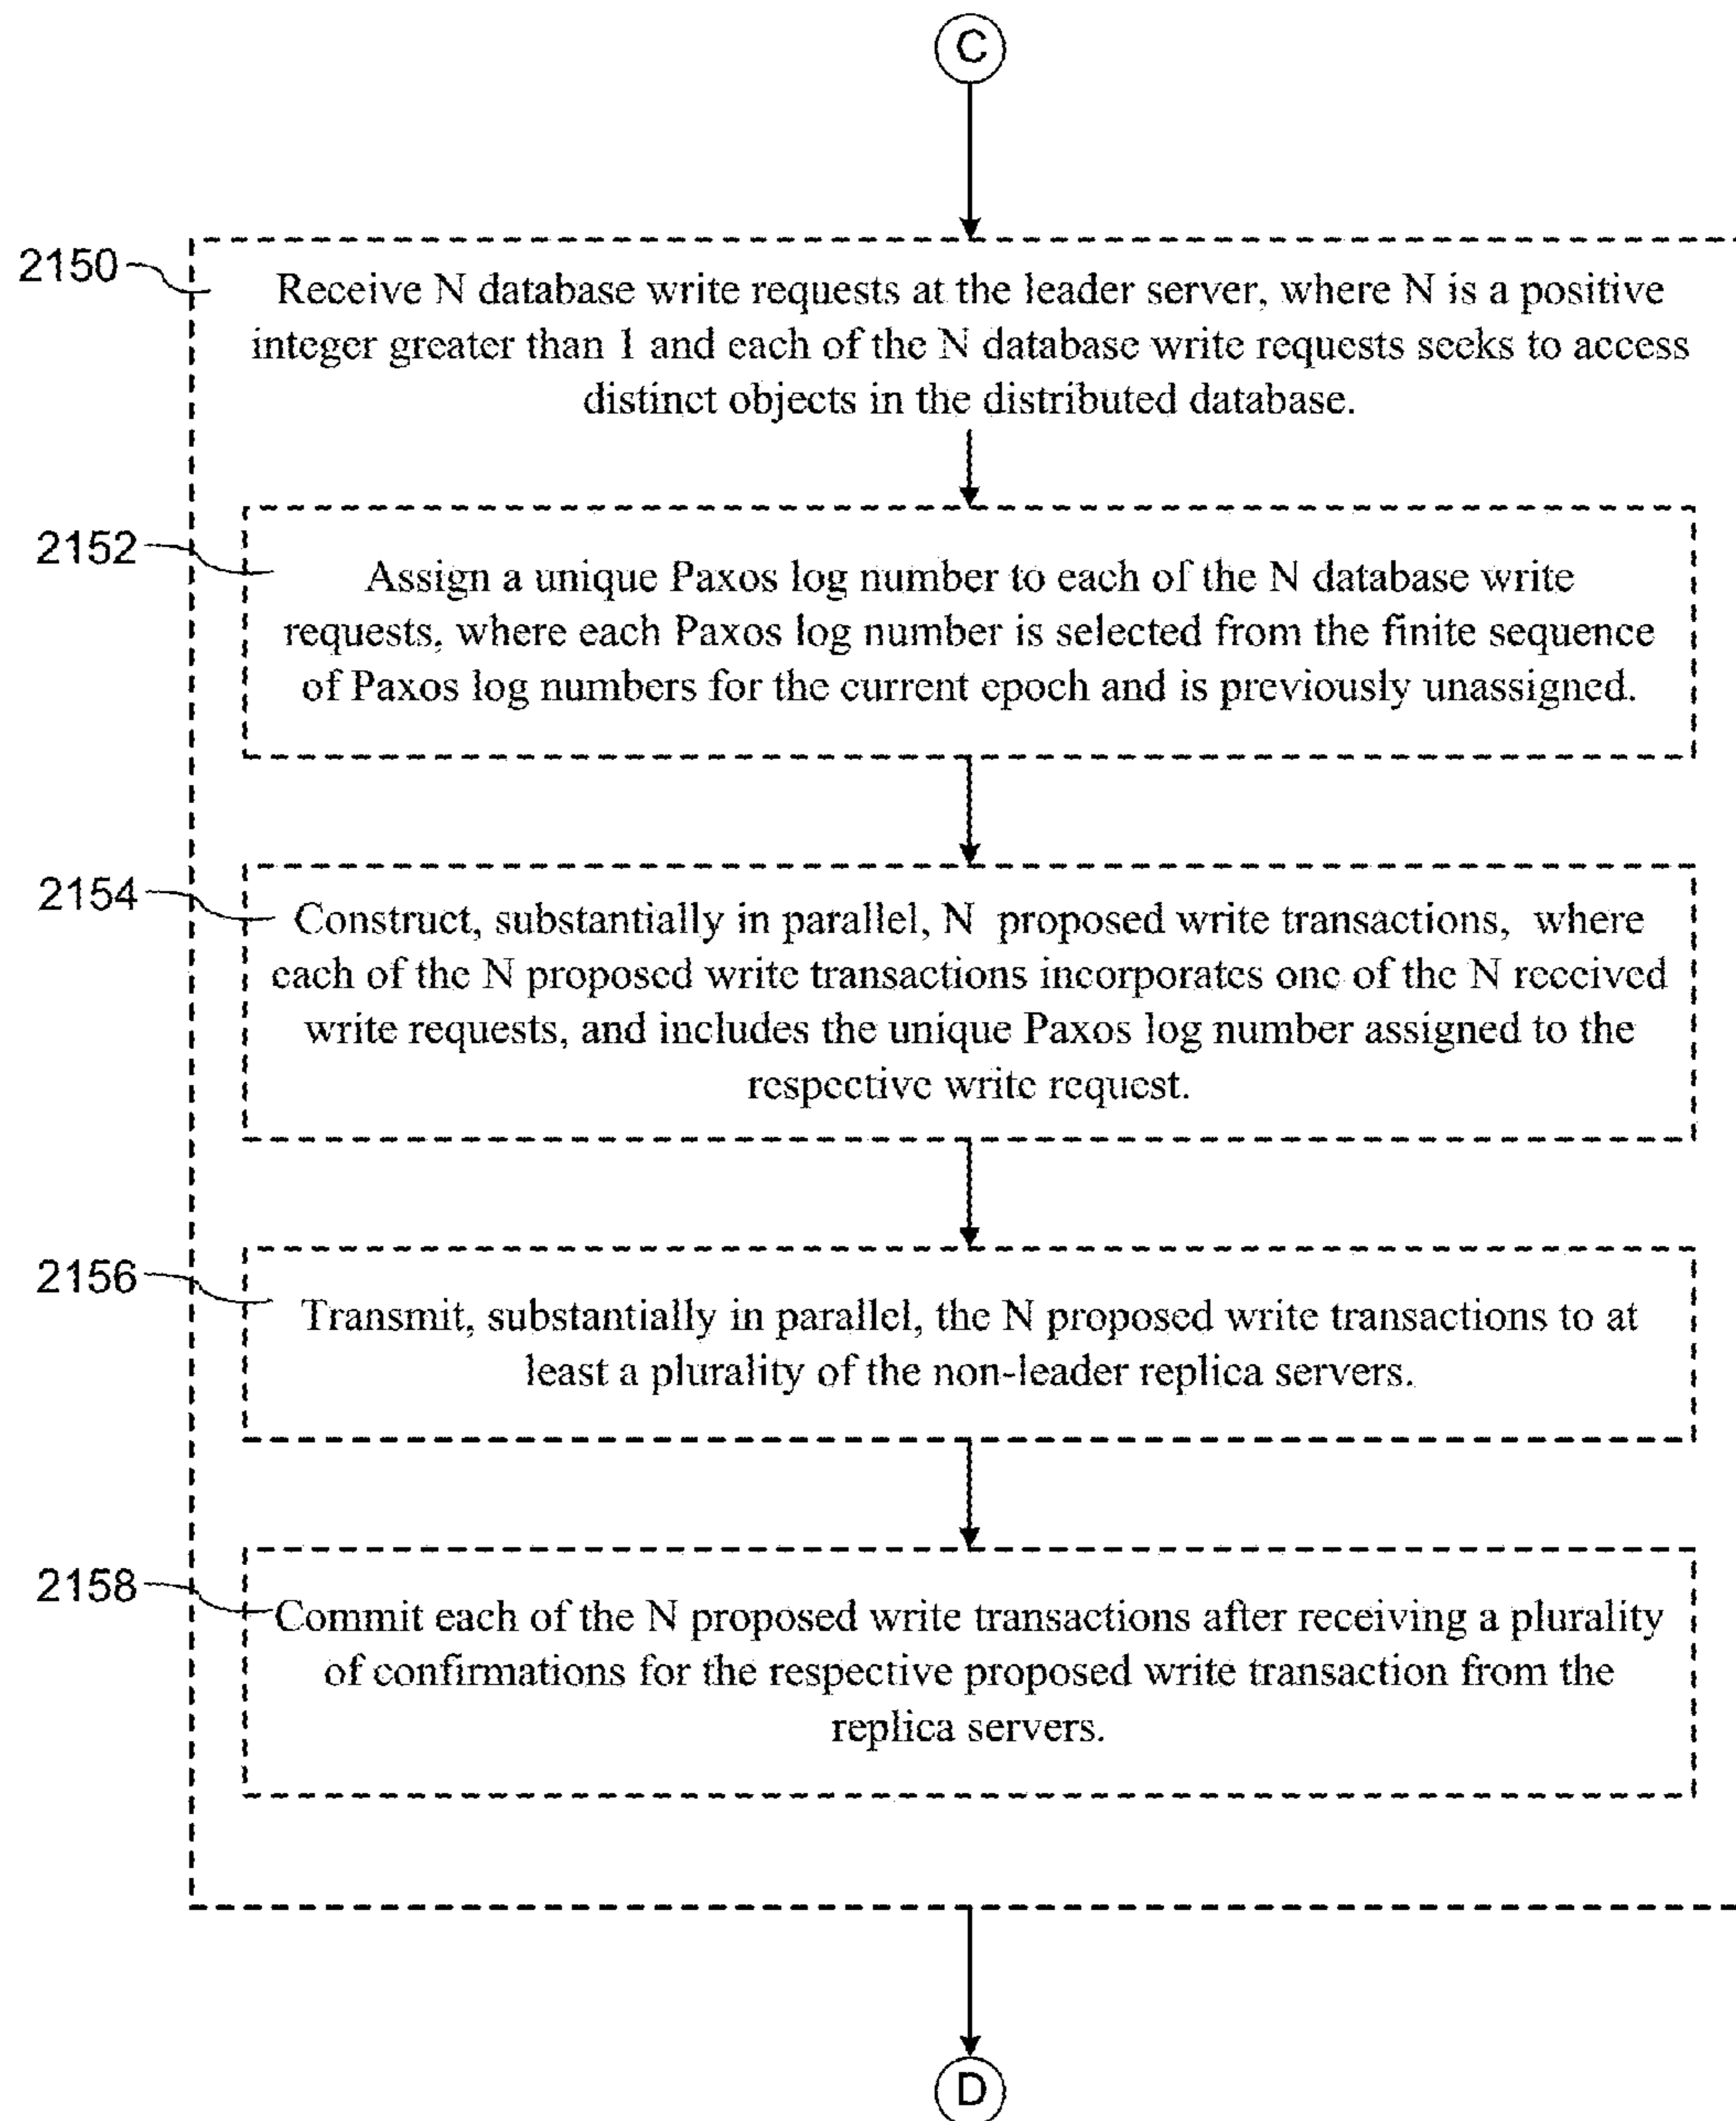 C
2150
Receive N database write requests at the leader server, where N is a positive
integer greater than 1 and each of the N database write requests seeks to access
distinct objects in the distributed database.
2152
Assign a unique Paxos log number to each of the N database write
requests, where each Paxos log number is selected from the finite sequence
of Paxos log numbers for the current epoch and is previously unassigned.
2154
Construct, substantially in parallel, N proposed write transactions, where
each of the N proposed write transactions incorporates one of the N received
write requests, and includes the unique Paxos log number assigned to the
respective write request.
2156
Transmit, substantially in parallel, the N proposed write transactions to at
least a plurality of the non-leader replica servers.
2158
Commit each of the N proposed write transactions after receiving a plurality
of confirmations for the respective proposed write transaction from the
replica servers.
D